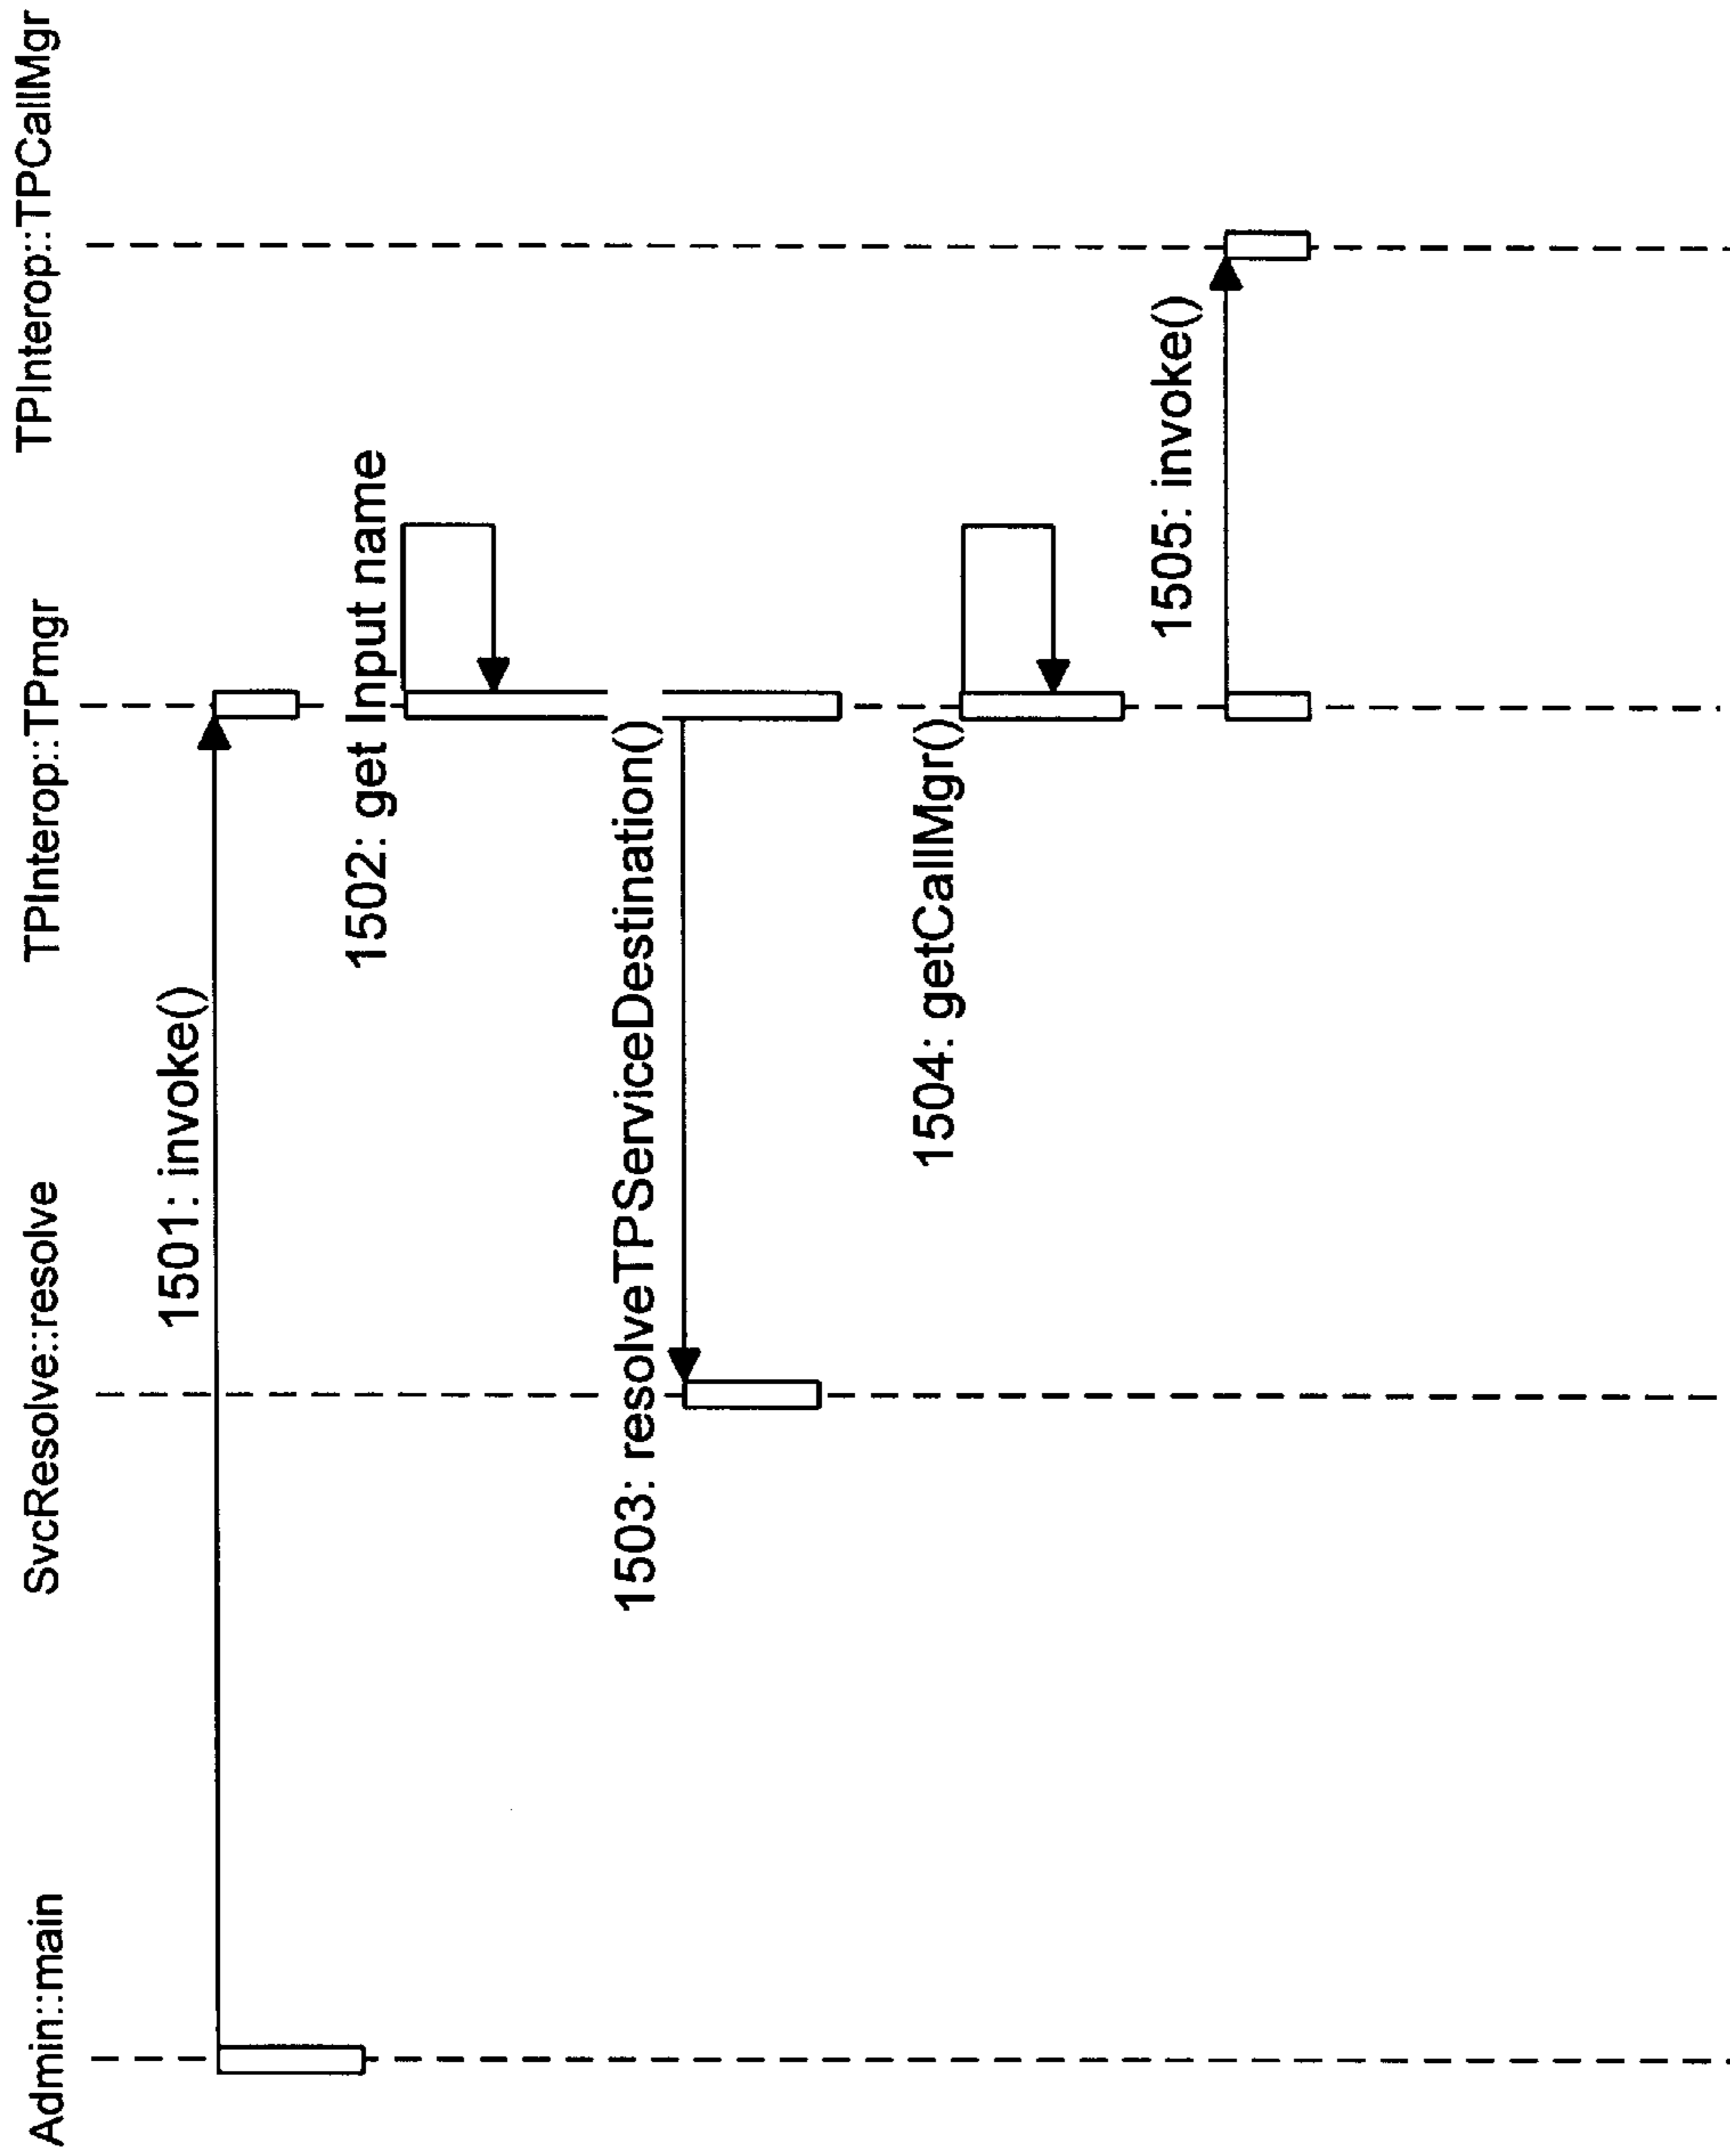 Admin::main
SvcResolve::resolve
TPInterop::TPmgr
TPInterop::TPCallMgr
1501: invoke()
1502: get Input name
1503: resolveTPServiceDestination()
1504: getCallMgr()
1505: invoke()